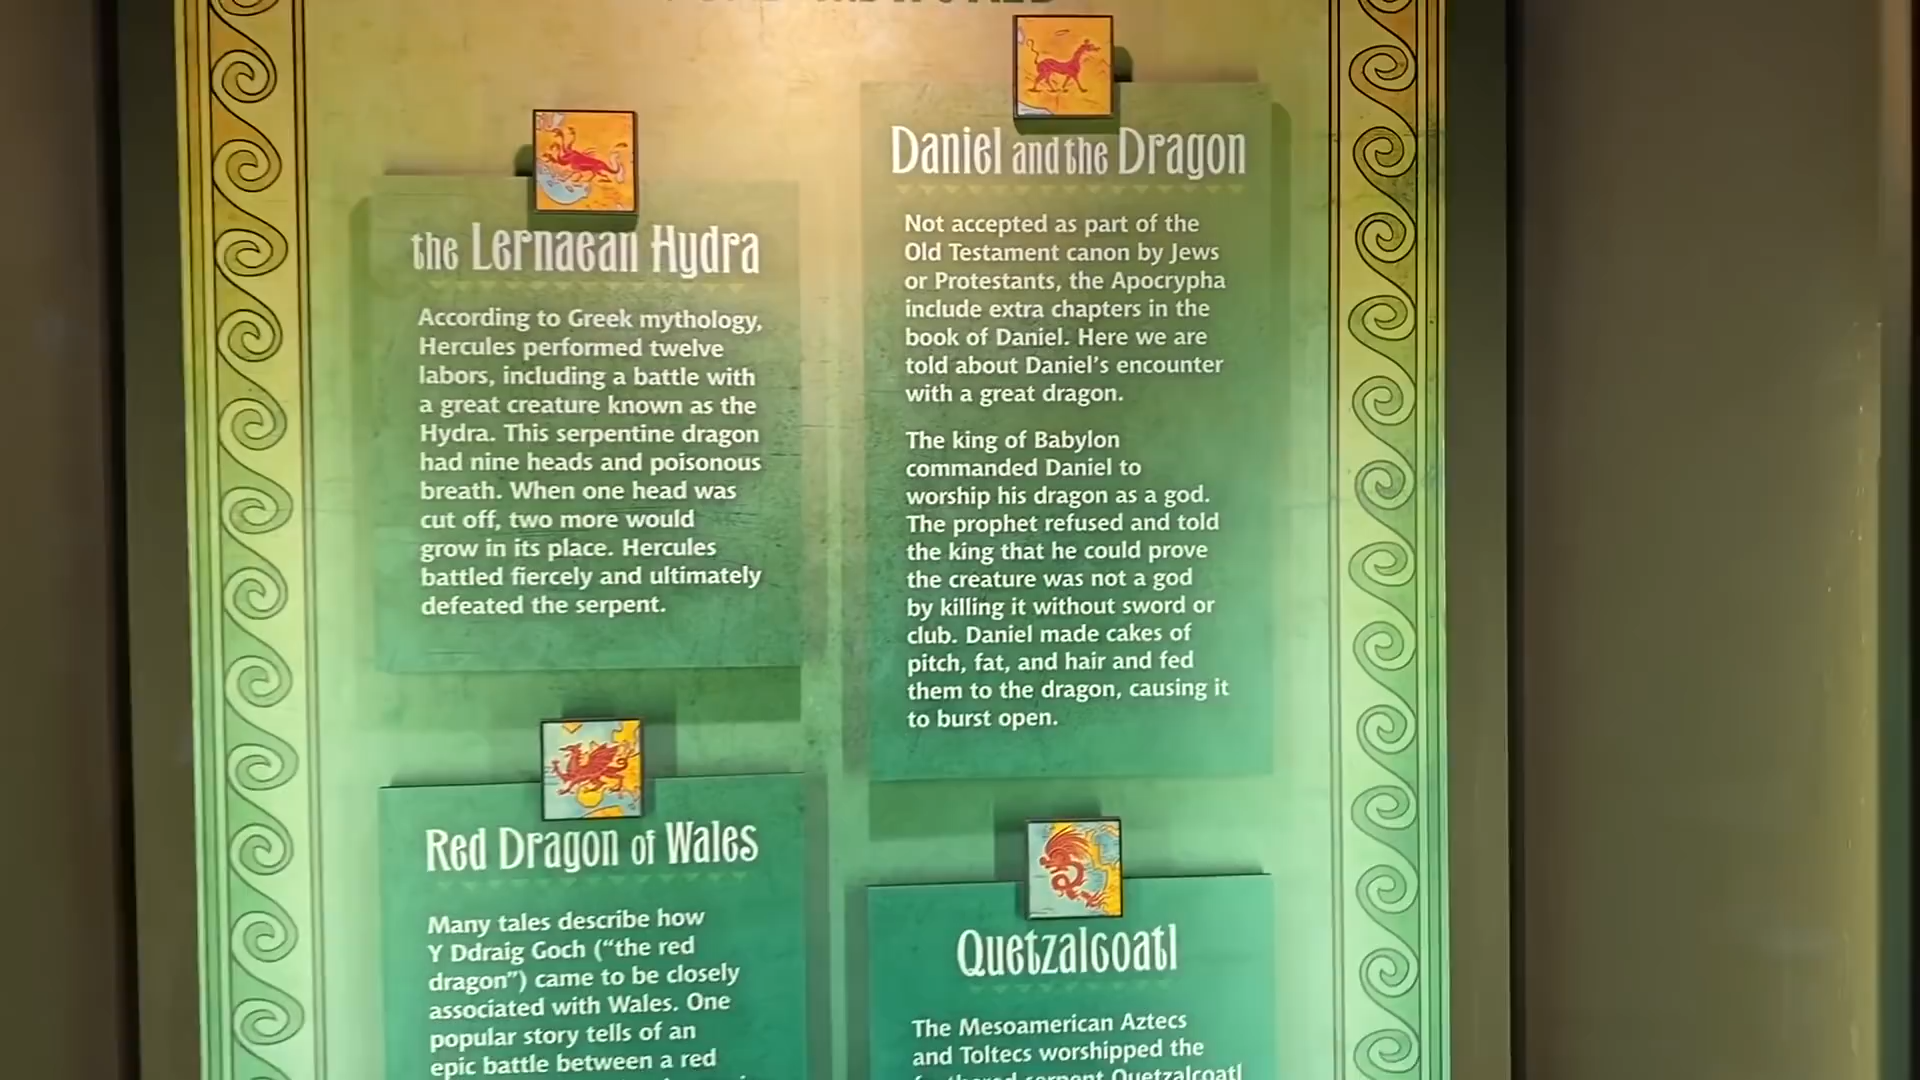 the Lernaean Hydra
According to Greek mythology,
Hercules performed twelve
labors, including a battle with
a great creature known as the
Hydra. This serpentine dragon
had nine heads and poisonous
breath. When one head was
cut off, two more would
grow in its place. Hercules
battled fiercely and ultimately
defeated the serpent.
Red Dragon of Wales
Many tales describe how
Y Ddraig Goch (“the red
dragon”) came to be closely
associated with Wales. One
popular story tells of an
epic battle between a red
Daniel and the Dragon
Not accepted as part of the
Old Testament canon by Jews
or Protestants, the Apocrypha
include extra chapters in the
book of Daniel. Here we are
told about Daniel’s encounter
with a great dragon.
The king of Babylon
commanded Daniel to
worship his dragon as a god.
The prophet refused and told
the king that he could prove
the creature was not a god
by killing it without sword or
club. Daniel made cakes of
pitch, fat, and hair and fed
them to the dragon, causing it
to burst open.
Quetzalcoatl
The Mesoamerican Aztecs
and Toltecs worshipped the
serpent Quetzalcoatl